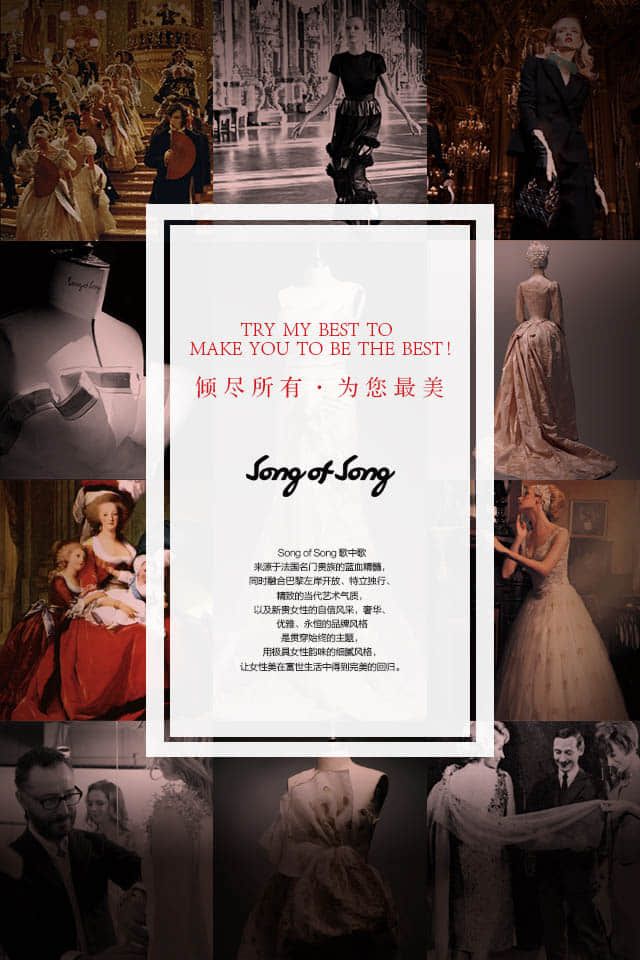 Song of Song
TRY MY BEST TO
MAKE YOU TO BE THE BEST!
倾尽所有·为您最美
Song of Song
Song of Song 歌中歌
来源于法国名门贵族的蓝血精髓，
同时融合巴黎左岸开放、特立独行、
精致的当代艺术气质，
以及新贵女性的自信风采，奢华、
优雅、永恒的品牌风格
是贯穿始终的主题，
用极具女性韵味的细腻风格，
让女性美在富世生活中得到完美的回归。